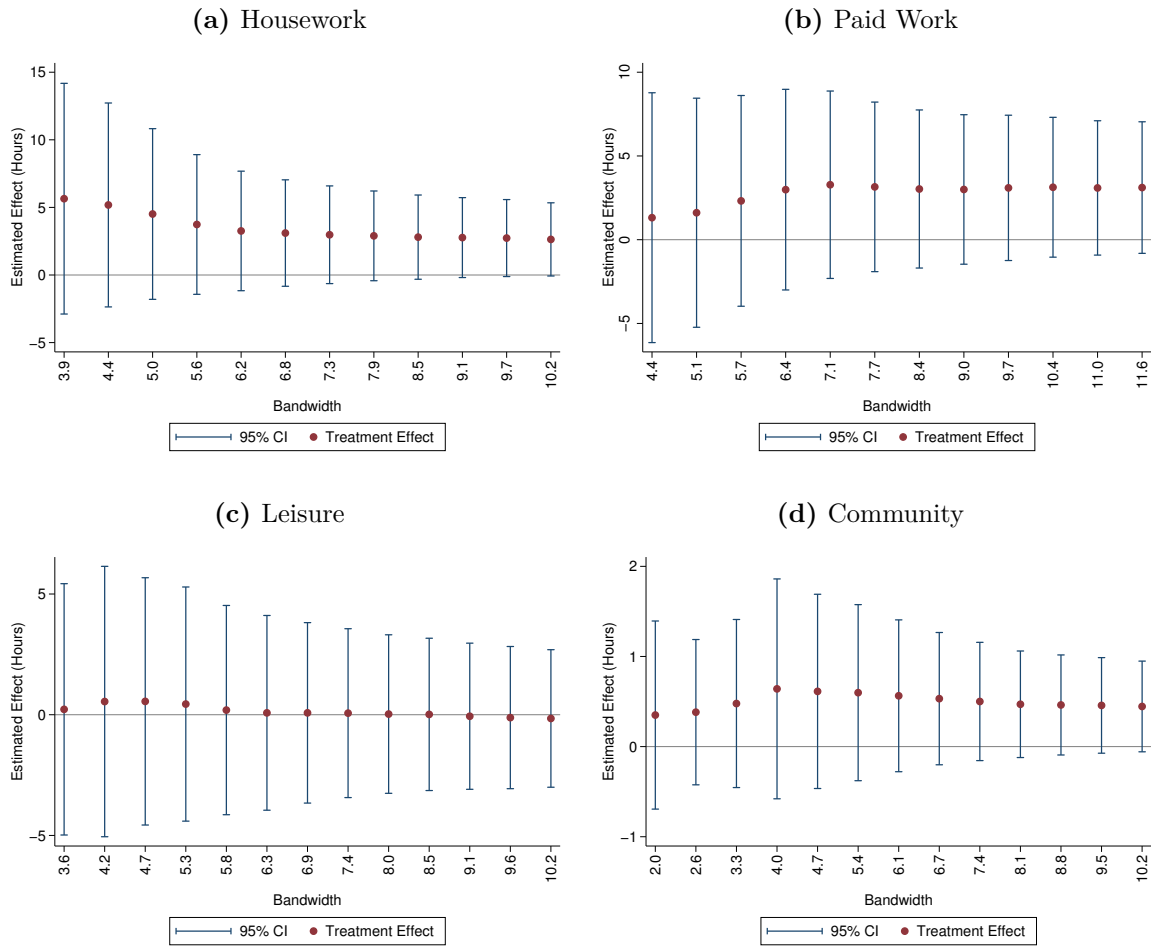 (a) Housework
Estimated Effect (Hours)
15
10
5
0
−5
3.9 4.4 5.0 5.6 6.2 6.8 7.3 7.9 8.5 9.1 9.7 10.2
Bandwidth
95% CI Treatment Effect
(b) Paid Work
Estimated Effect (Hours)
10
5
0
−5
4.4 5.1 5.7 6.4 7.1 7.7 8.4 9.0 9.7 10.4 11.0 11.6
Bandwidth
95% CI Treatment Effect
(c) Leisure
Estimated Effect (Hours)
5
0
−5
3.6 4.2 4.7 5.3 5.8 6.3 6.9 7.4 8.0 8.5 9.1 9.6 10.2
Bandwidth
95% CI Treatment Effect
(d) Community
Estimated Effect (Hours)
2
1
0
−1
2.0 2.6 3.3 4.0 4.7 5.4 6.1 6.7 7.4 8.1 8.8 9.5 10.2
Bandwidth
95% CI Treatment Effect